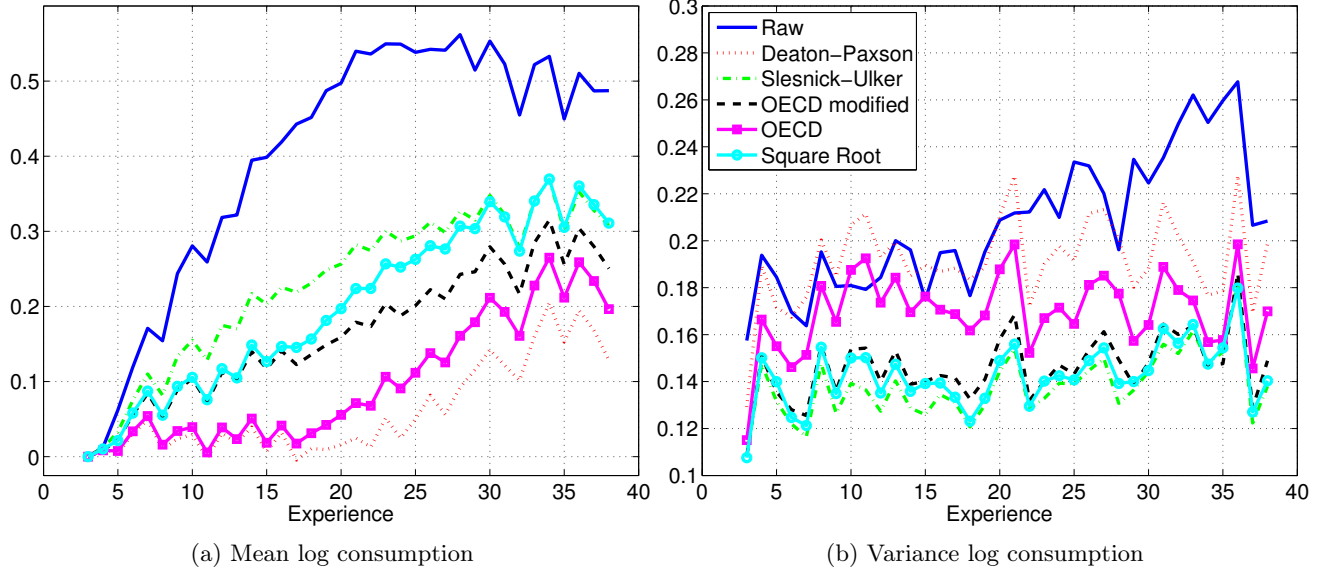 0.5
0.4
0.3
0.2
0.1
0
0 5 10 15 20 25 30 35 40
Experience
(a) Mean log consumption
0.3
0.28
0.26
0.24
0.22
0.2
0.18
0.16
0.14
0.12
0.1
Raw
Deaton−Paxson
Slesnick−Ulker
OECD modified
OECD
Square Root
0 5 10 15 20 25 30 35 40
Experience
(b) Variance log consumption